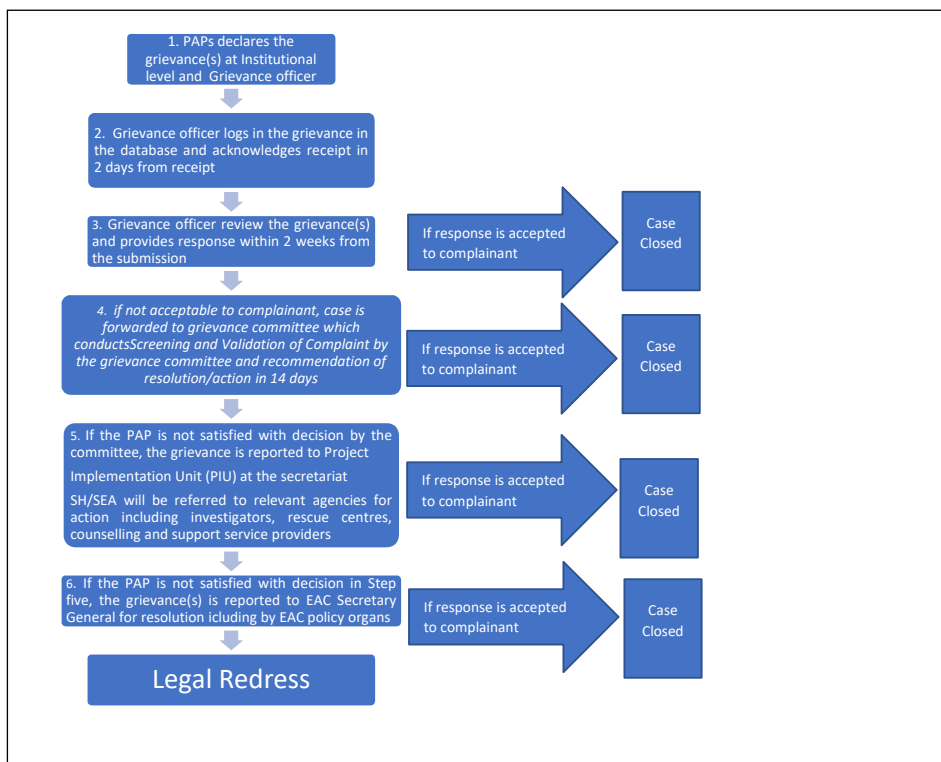 1. PAPs declares the
grievance(s) at Institutional
level and Grievance officer
2. Grievance officer logs in the grievance in
the database and acknowledges receipt in
2 days from receipt
3. Grievance officer review the grievance(s)
and provides response within 2 weeks from
the submission
If response is accepted
to complainant
Case
Closed
4. if not acceptable to complainant, case is
forwarded to grievance committee which
conductsScreening and Validation of Complaint by
the grievance committee and recommendation of
resolution/action in 14 days
If response is accepted
to complainant
Case
Closed
5. If the PAP is not satisfied with decision by the
committee, the grievance is reported to Project
Implementation Unit (PIU) at the secretariat
SH/SEA will be referred to relevant agencies for
action including investigators, rescue centres,
counselling and support service providers
If response is accepted
to complainant
Case
Closed
6. If the PAP is not satisfied with decision in Step
five, the grievance(s) is reported to EAC Secretary
General for resolution icluding by EAC policy organs
If response is accepted
to complainant
Case
Closed
Legal Redress